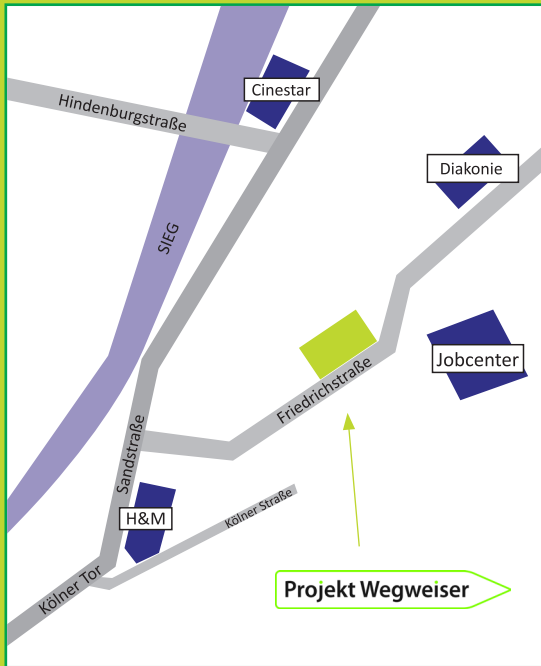 Cinestar
Hindenburgstraße
Diakonie
SIEG
Jobcenter
Friedrichstraße
Sandstraße
H&M
Kölner Straße
Kölner Tor
Projekt Wegweiser